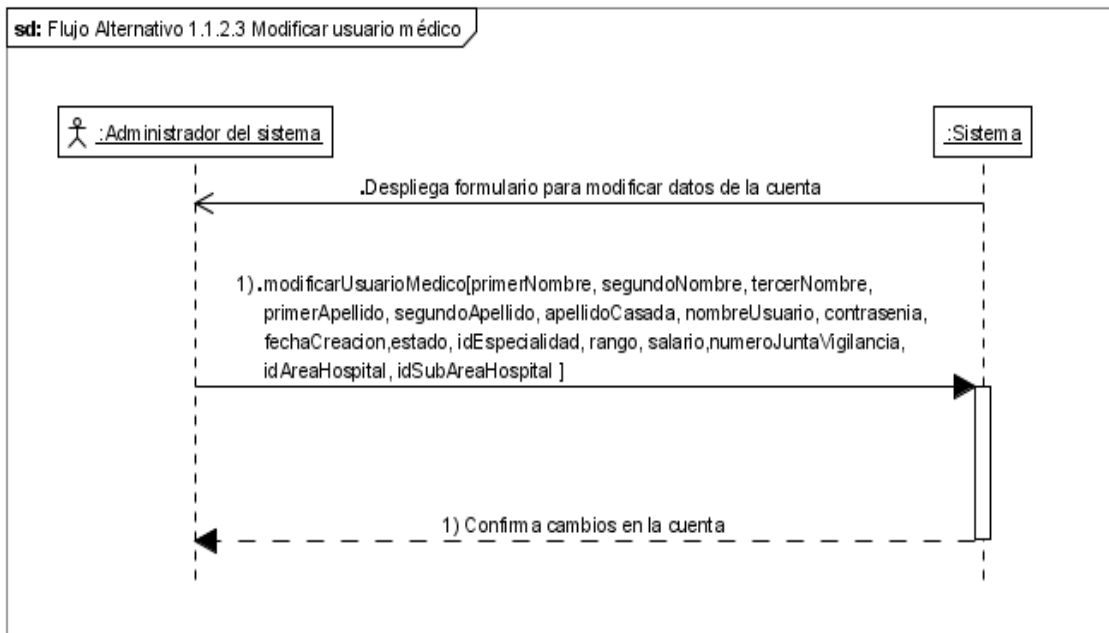 sd: Flujo Alternativo 1.1.2.3 Modificar usuario médico
:Administrador del sistema
:Sistema
.Despliega formulario para modificar datos de la cuenta
1).modificarUsuarioMedico[primerNombre, segundoNombre, tercerNombre,
primerApellido, segundoApellido, apellidoCasada, nombreUsuario, contrasenia,
fechaCreacion,estado, idEspecialidad, rango, salario,numeroJuntaVigilancia,
idAreaHospital, idSubAreaHospital ]
1) Confirma cambios en la cuenta